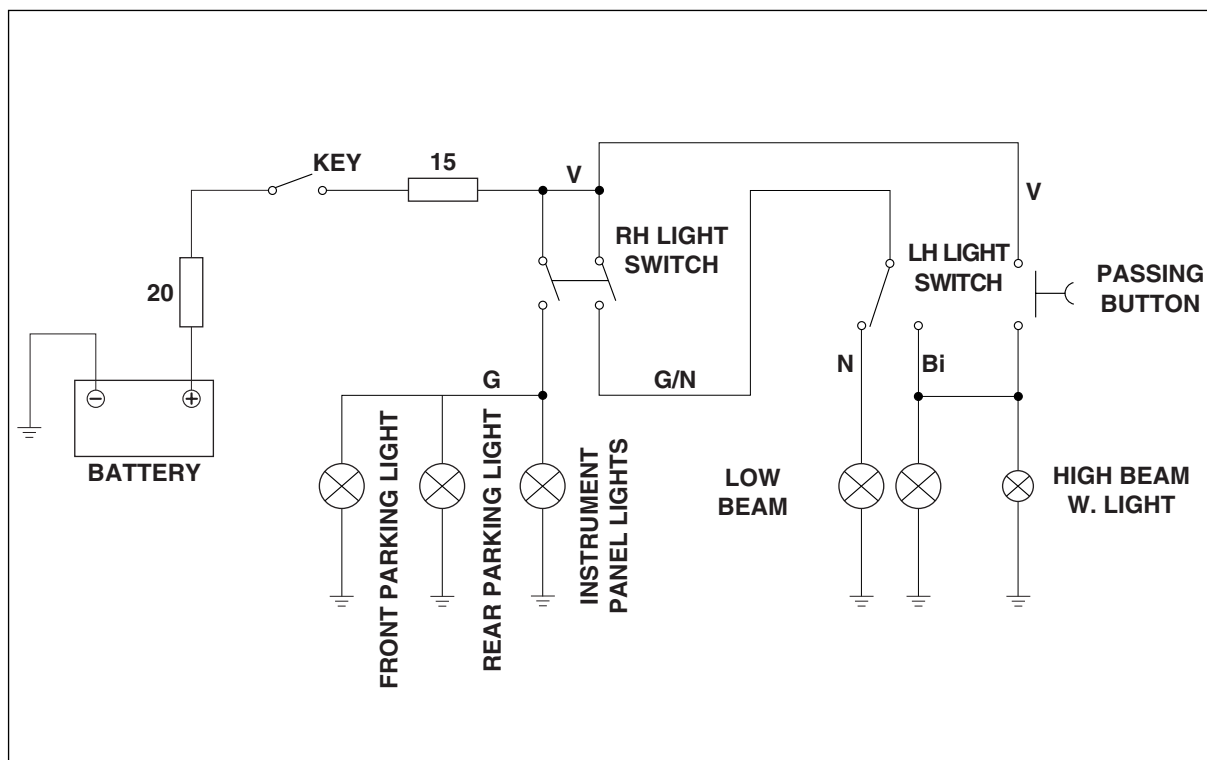 KEY
15
V
V
RH LIGHT
SWITCH
LH LIGHT
SWITCH
PASSING
BUTTON
20
N
Bi
G
G/N
BATTERY
FRONT PARKING LIGHT
REAR PARKING LIGHT
INSTRUMENT
PANEL LIGHTS
LOW
BEAM
HIGH BEAM
W. LIGHT